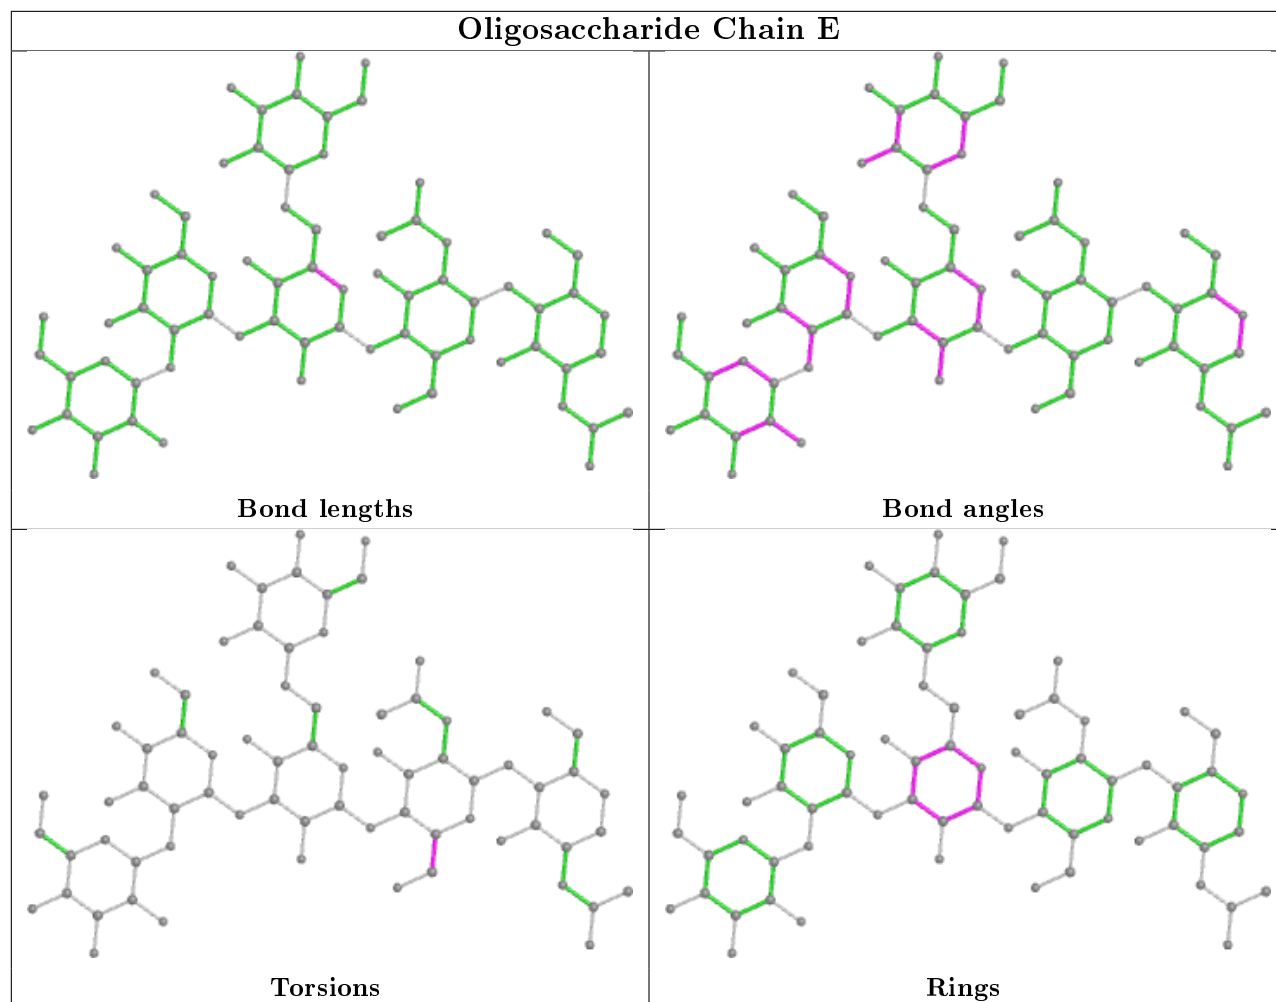 Oligosaccharide Chain E
Bond lengths
Bond angles
Torsions
Rings